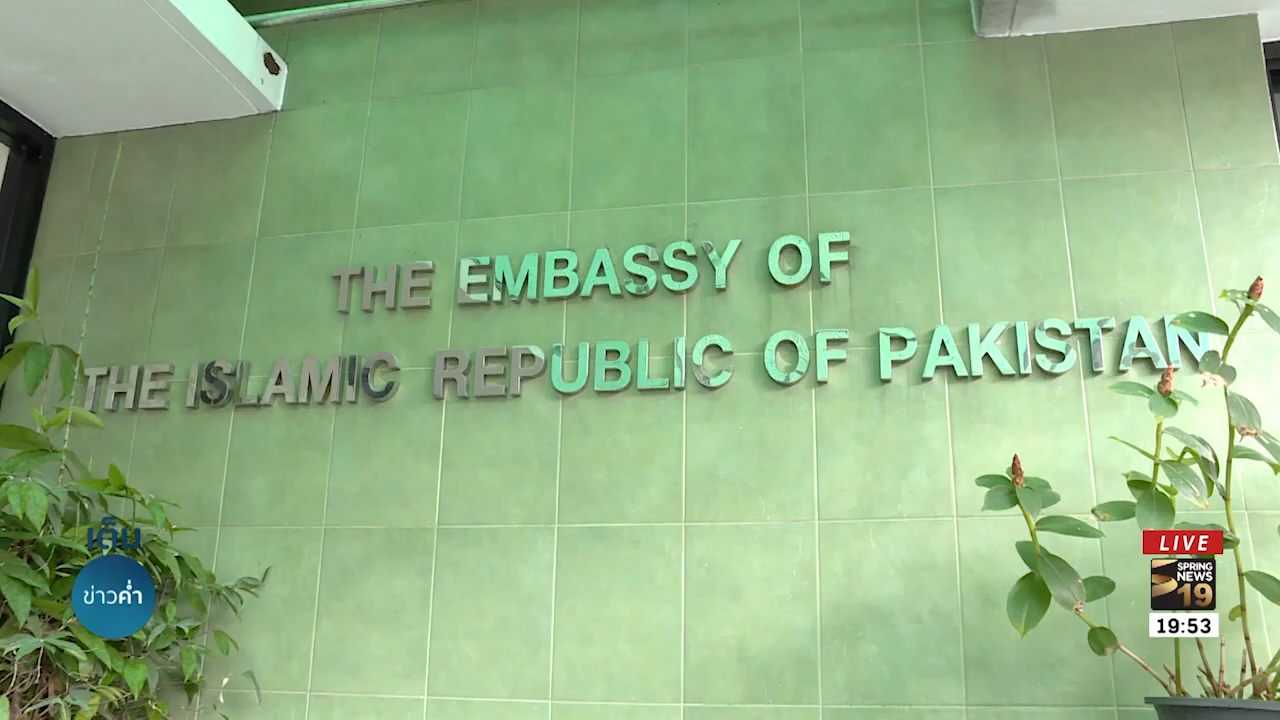 THE EMBASSY OF
THE ISLAMIC REPUBLIC OF PAKISTAN
เต็ม
ข่าวค่ำ
LIVE
SPRING
NEWS
19
19:53